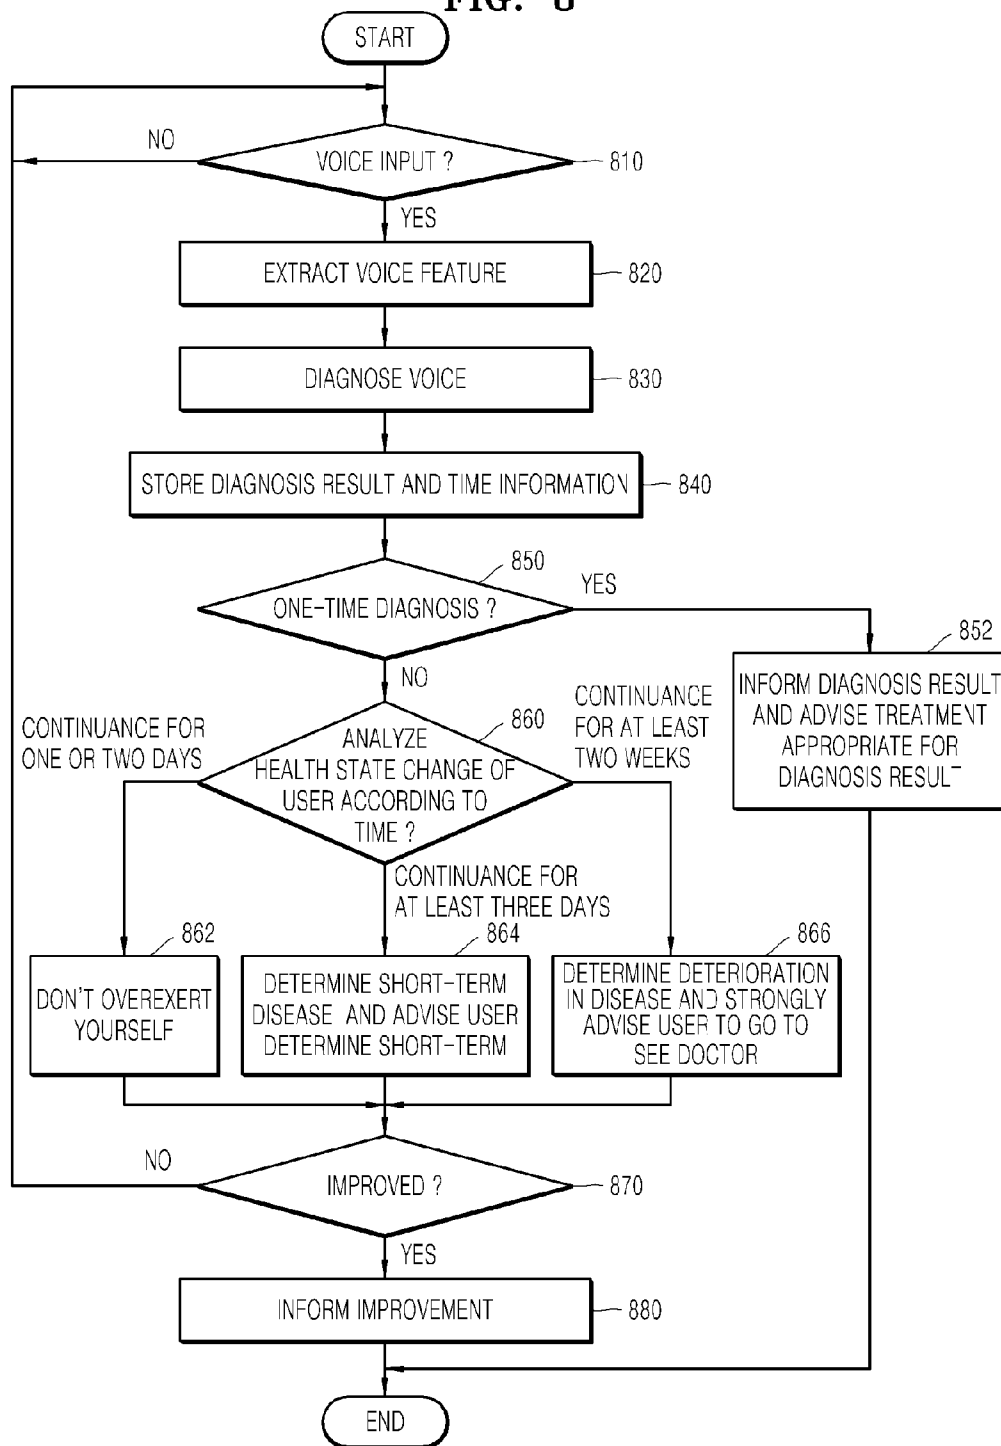 FIG. 8
START
NO
VOICE INPUT ?
810
YES
EXTRACT VOICE FEATURE
820
DIAGNOSE VOICE
830
STORE DIAGNOSIS RESULT AND TIME INFORMATION
840
850
ONE-TIME DIAGNOSIS ?
YES
852
NO
INFORM DIAGNOSIS RESULT
AND ADVISE TREATMENT
APPROPRIATE FOR
DIAGNOSIS RESULT
CONTINUANCE FOR
ONE OR TWO DAYS
860
ANALYZE
HEALTH STATE CHANGE OF
USER ACCORDING TO
TIME ?
CONTINUANCE
FOR AT LEAST
TWO WEEKS
CONTINUANCE FOR
AT LEAST THREE DAYS
862
DON'T OVEREXERT
YOURSELF
864
DETERMINE SHORT-TERM
DISEASE AND ADVISE USER
DETERMINE SHORT-TERM
866
DETERMINE DETERIORATION
IN DISEASE AND STRONGLY
ADVISE USER TO GO TO
SEE DOCTOR
NO
IMPROVED ?
870
YES
INFORM IMPROVEMENT
880
END